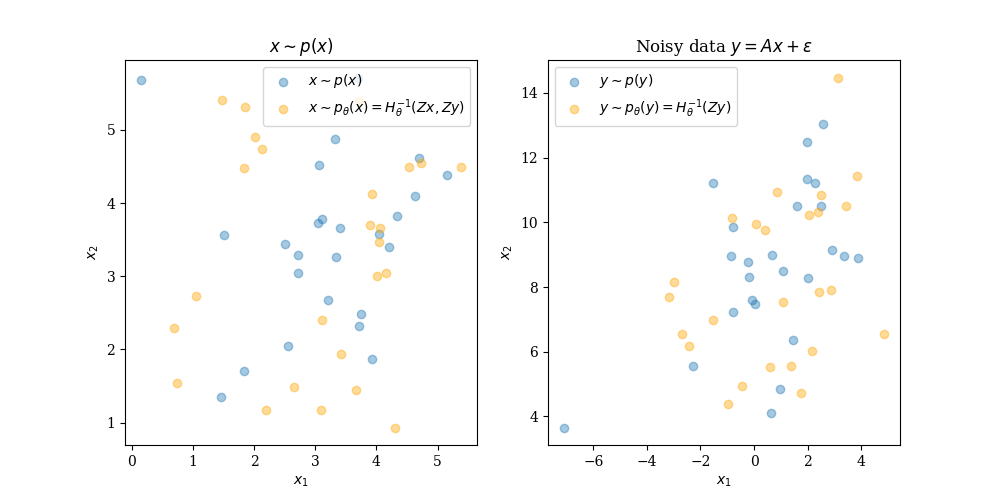 x ∼ p(x)
x ∼ p(x)
x ∼ p_θ(x) = H_θ^{-1}(Zx, Zy)
5
4
3
2
1
x_2
0 1 2 3 4 5
x_1
Noisy data y = Ax + ε
y ∼ p(y)
y ∼ p_θ(y) = H_θ^{-1}(Zy)
14
12
10
8
6
4
x_2
−6 −4 −2 0 2 4
x_1